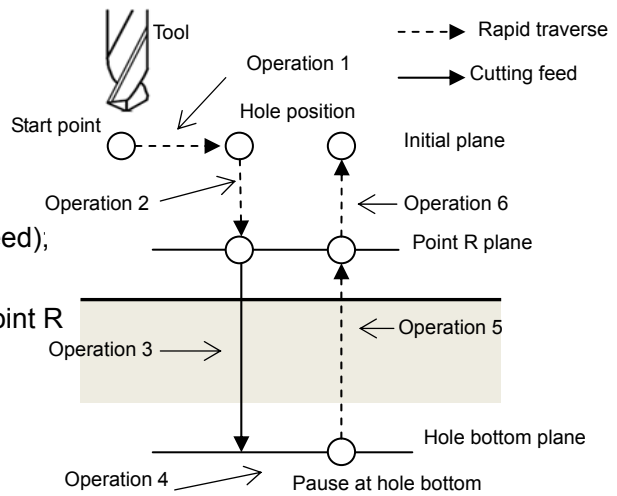 Tool
Rapid traverse
Operation 1
Cutting feed
Hole position
Start point
Initial plane
Operation 2
Operation 6
eed);
Point R plane
oint R
Operation 5
Operation 3
Hole bottom plane
Operation 4
Pause at hole bottom